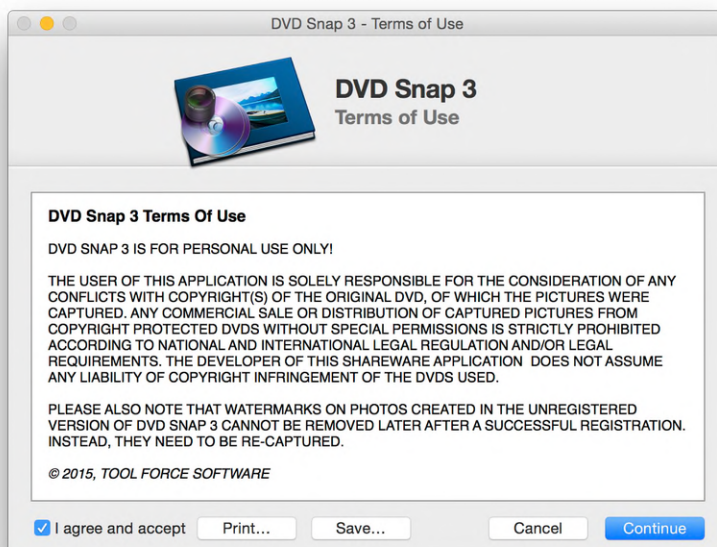 DVD Snap 3 - Terms of Use
DVD Snap 3
Terms of Use
DVD Snap 3 Terms Of Use
DVD SNAP 3 IS FOR PERSONAL USE ONLY!
THE USER OF THIS APPLICATION IS SOLELY RESPONSIBLE FOR THE CONSIDERATION OF ANY
CONFLICTS WITH COPYRIGHT(S) OF THE ORIGINAL DVD, OF WHICH THE PICTURES WERE
CAPTURED. ANY COMMERCIAL SALE OR DISTRIBUTION OF CAPTURED PICTURES FROM
COPYRIGHT PROTECTED DVDS WITHOUT SPECIAL PERMISSIONS IS STRICTLY PROHIBITED
ACCORDING TO NATIONAL AND INTERNATIONAL LEGAL REGULATION AND/OR LEGAL
REQUIREMENTS. THE DEVELOPER OF THIS SHAREWARE APPLICATION  DOES NOT ASSUME
ANY LIABILITY OF COPYRIGHT INFRINGEMENT OF THE DVDS USED.
PLEASE ALSO NOTE THAT WATERMARKS ON PHOTOS CREATED IN THE UNREGISTERED
VERSION OF DVD SNAP 3 CANNOT BE REMOVED LATER AFTER A SUCCESSFUL REGISTRATION.
INSTEAD, THEY NEED TO BE RE-CAPTURED.
© 2015, TOOL FORCE SOFTWARE
I agree and accept Print... Save... Cancel Continue